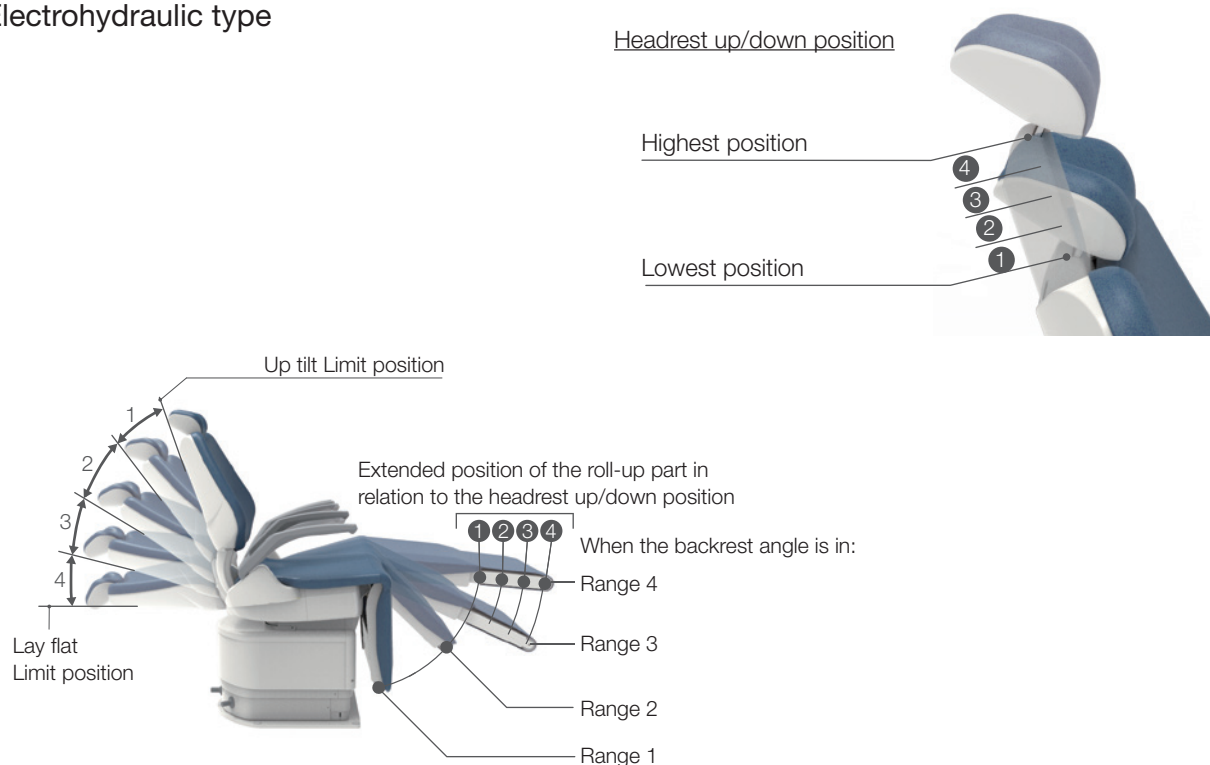 Electrohydraulic type
Headrest up/down position
Highest position
4
3
2
1
Lowest position
Up tilt Limit position
1
2
3
4
Lay flat
Limit position
Extended position of the roll-up part in
relation to the headrest up/down position
1 2 3 4
When the backrest angle is in:
Range 4
Range 3
Range 2
Range 1